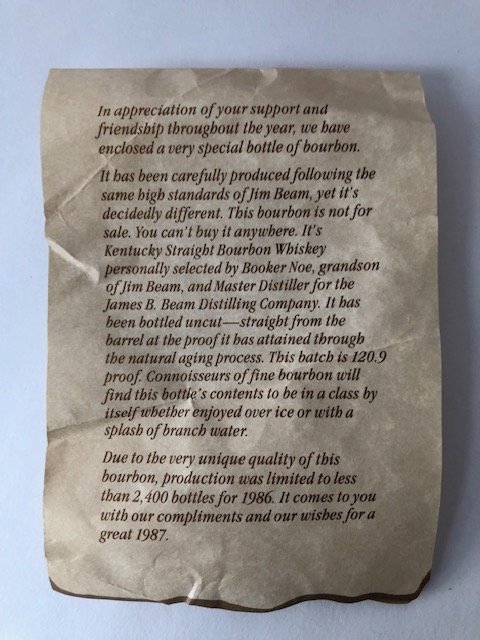 In appreciation of your support and
friendship throughout the year, we have
enclosed a very special bottle of bourbon.
It has been carefully produced following the
same high standards of Jim Beam, yet it's
decidedly different. This bourbon is not for
sale. You can't buy it anywhere. It's
Kentucky Straight Bourbon Whiskey
personally selected by Booker Noe, grandson
of Jim Beam, and Master Distiller for the
James B. Beam Distilling Company. It has
been bottled uncut—straight from the
barrel at the proof it has attained through
the natural aging process. This batch is 120.9
proof. Connoisseurs of fine bourbon will
find this bottle's contents to be in a class by
itself whether enjoyed over ice or with a
splash of branch water.
Due to the very unique quality of this
bourbon, production was limited to less
than 2,400 bottles for 1986. It comes to you
with our compliments and our wishes for a
great 1987.